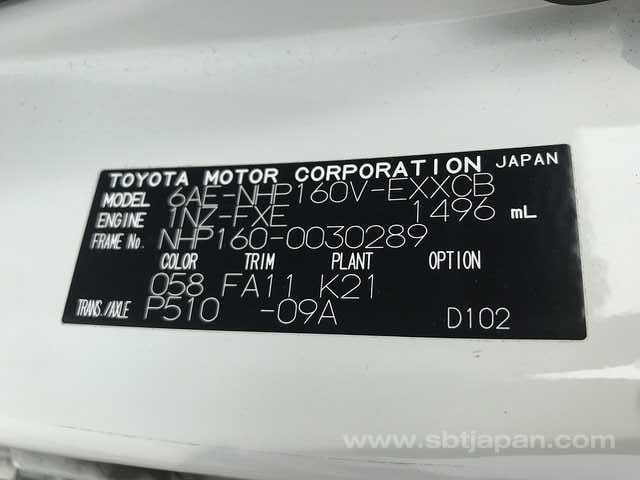 TOYOTA MOTOR CORPORATION JAPAN
MODEL 6AE-NHP160V-EXXCB
ENGINE 1NZ-FXE 1496 mL
FRAME No. NHP160-0030289
COLOR TRIM PLANT OPTION
058 FA11 K21
TRANS./AXLE P510 -09A D102
www.sbtjapan.com